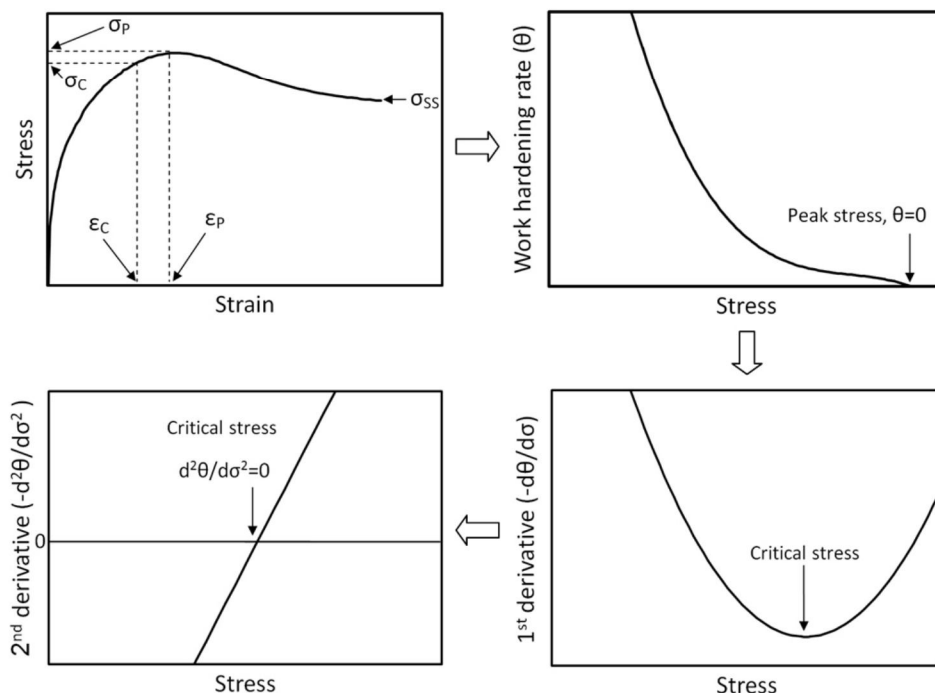 σP
σC
σSS
εC
εP
Stress
Strain
Work hardening rate (θ)
Peak stress, θ=0
Stress
2nd derivative (-d²θ/dσ²)
Critical stress
d²θ/dσ²=0
0
Stress
1st derivative (-dθ/dσ)
Critical stress
Stress